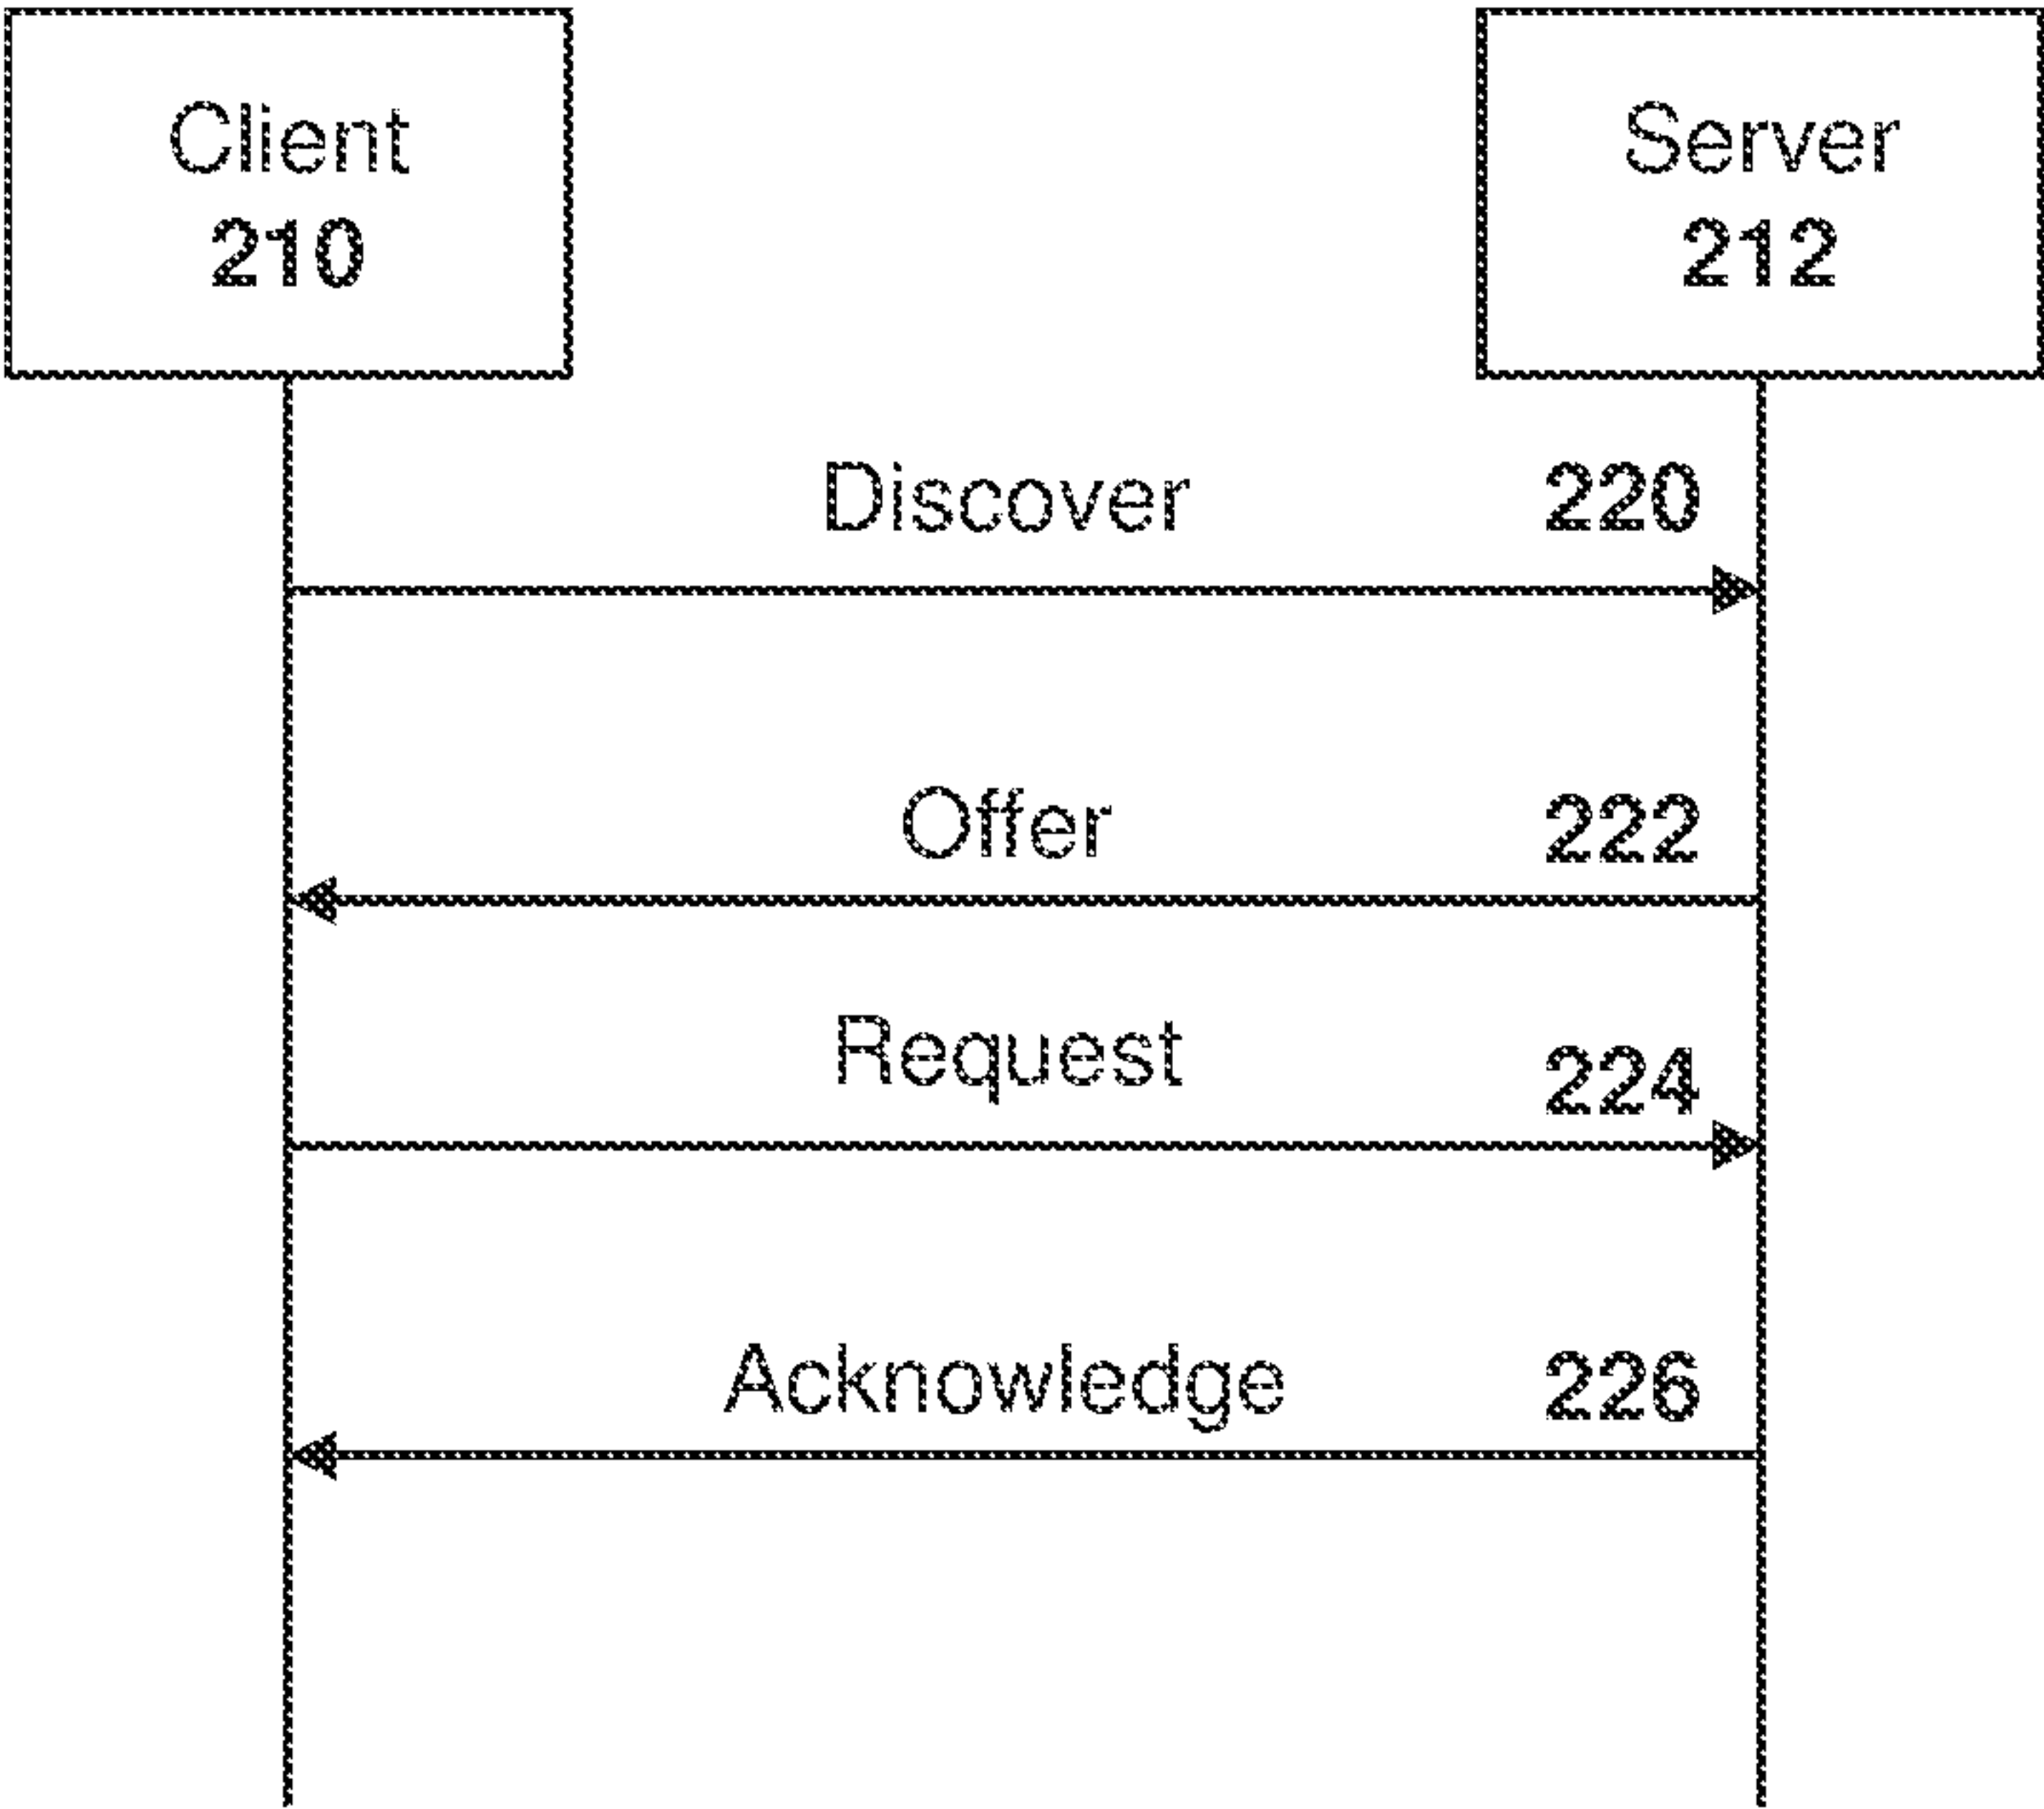 Client
210
Server
212
Discover 220
Offer 222
Request 224
Acknowledge 226